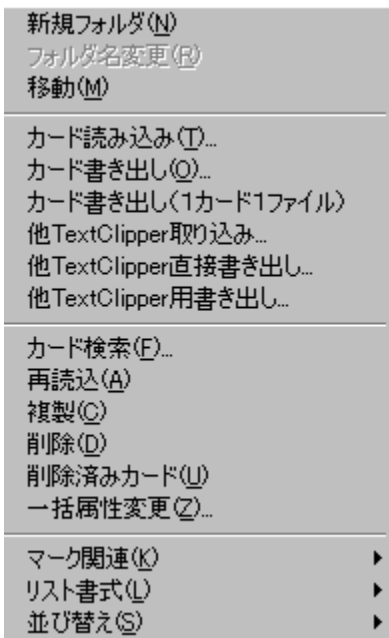 新規フォルダ(N)
フォルダ名変更(R)
移動(M)
カード読み込み(T)...
カード書き出し(O)...
カード書き出し(1カード1ファイル)
他TextClipper取り込み...
他TextClipper直接書き出し...
他TextClipper用書き出し...
カード検索(F)...
再読込(A)
複製(C)
削除(D)
削除済みカード(U)
一括属性変更(Z)...
マーク関連(K)
リスト書式(L)
並び替え(S)